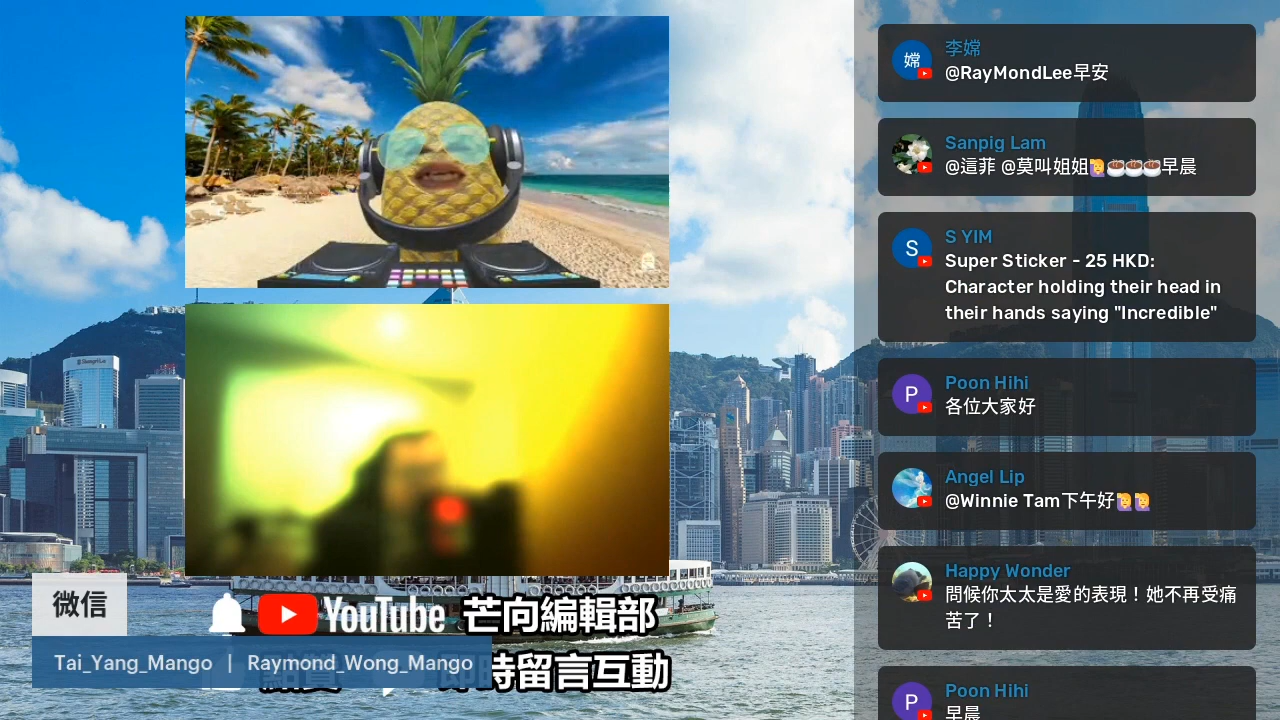 李嫦
嫦
@RayMondLee早安
Sanpig Lam
@這菲 @莫叫姐姐🙋☕☕☕早晨
S YIM
S
Super Sticker - 25 HKD:
Character holding their head in
their hands saying "Incredible"
Poon Hihi
P
各位大家好
Angel Lip
@Winnie Tam下午好🙋🙋‍♀️
Happy Wonder
問候你太太是愛的表現！她不再受痛
苦了！
Poon Hihi
P
早晨
Shangri-La
微信
YouTube 芒向編輯部
Tai_Yang_Mango | Raymond_Wong_Mango
即時留言互動